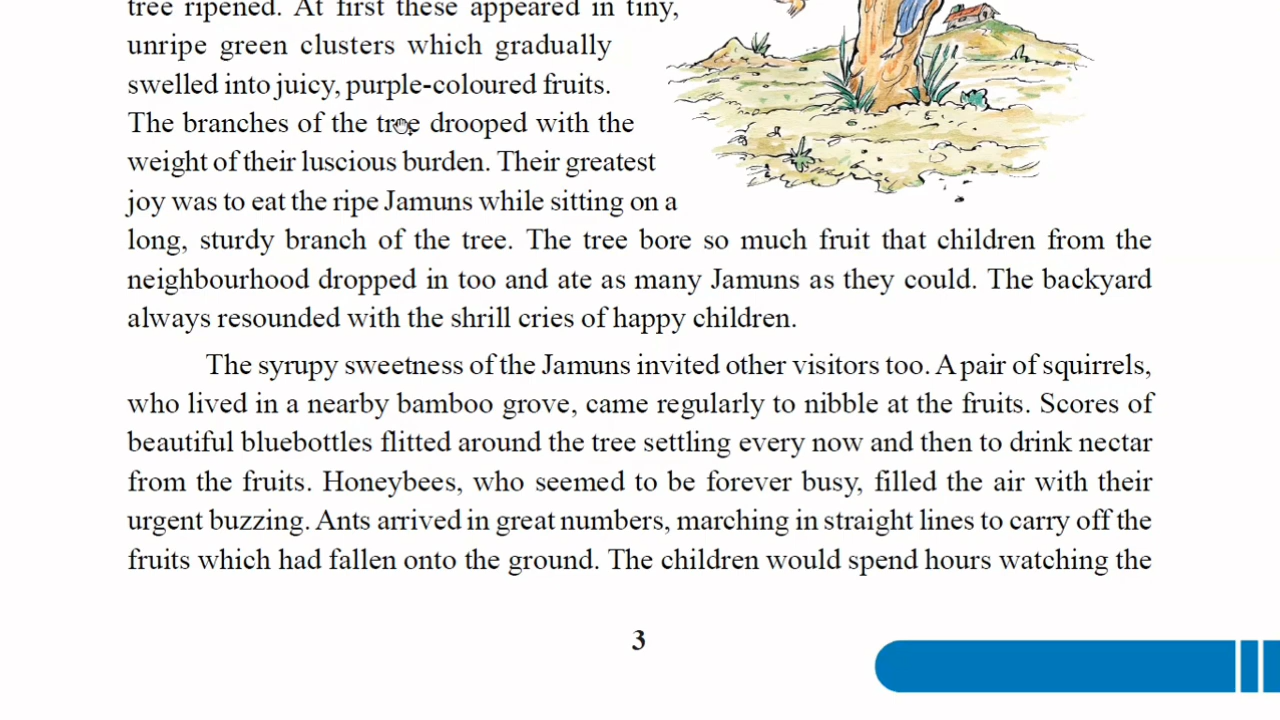 tree ripened. At first these appeared in tiny,
unripe green clusters which gradually
swelled into juicy, purple-coloured fruits.
The branches of the tree drooped with the
weight of their luscious burden. Their greatest
joy was to eat the ripe Jamuns while sitting on a
long, sturdy branch of the tree. The tree bore so much fruit that children from the
neighbourhood dropped in too and ate as many Jamuns as they could. The backyard
always resounded with the shrill cries of happy children.
The syrupy sweetness of the Jamuns invited other visitors too. A pair of squirrels,
who lived in a nearby bamboo grove, came regularly to nibble at the fruits. Scores of
beautiful bluebottles flitted around the tree settling every now and then to drink nectar
from the fruits. Honeybees, who seemed to be forever busy, filled the air with their
urgent buzzing. Ants arrived in great numbers, marching in straight lines to carry off the
fruits which had fallen onto the ground. The children would spend hours watching the
3